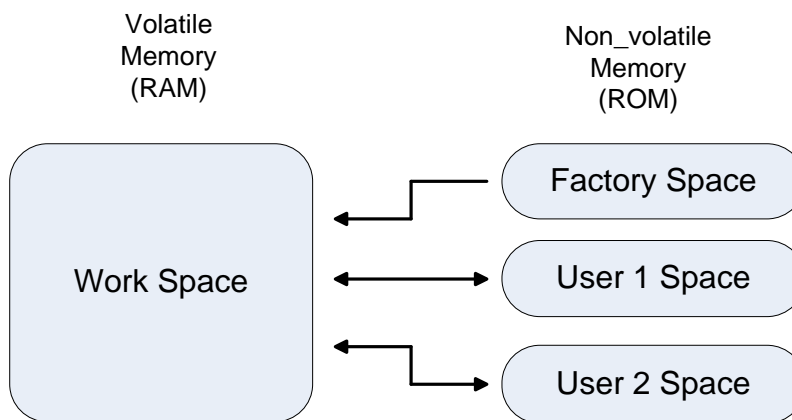 Volatile
Memory
(RAM)
Non_volatile
Memory
(ROM)
Work Space
Factory Space
User 1 Space
User 2 Space